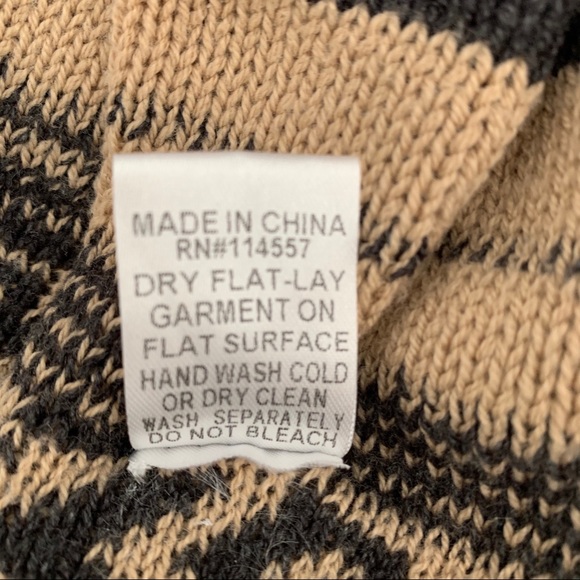 MADE IN CHINA
RN#114557
DRY FLAT-LAY
GARMENT ON
FLAT SURFACE
HAND WASH COLD
OR DRY CLEAN
WASH SEPARATELY
DO NOT BLEACH